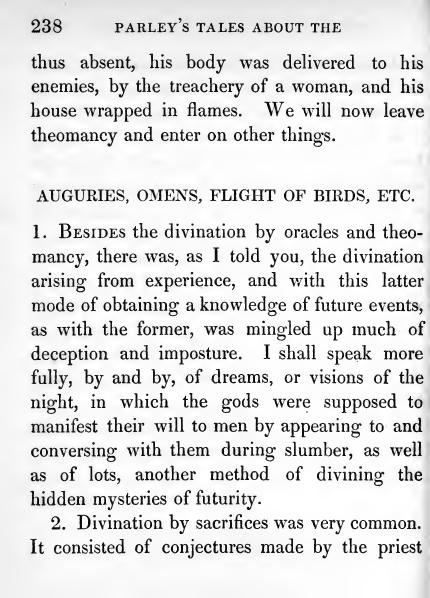 238 PARLEY'S TALES ABOUT THE
thus absent, his body was delivered to his
enemies, by the treachery of a woman, and his
house wrapped in flames. We will now leave
theomancy and enter on other things.
AUGURIES, OMENS, FLIGHT OF BIRDS, ETC.
1. BESIDES the divination by oracles and theo-
mancy, there was, as I told you, the divination
arising from experience, and with this latter
mode of obtaining a knowledge of future events,
as with the former, was mingled up much of
deception and imposture. I shall speak more
fully, by and by, of dreams, or visions of the
night, in which the gods were supposed to
manifest their will to men by appearing to and
conversing with them during slumber, as well
as of lots, another method of divining the
hidden mysteries of futurity.
2. Divination by sacrifices was very common.
It consisted of conjectures made by the priest